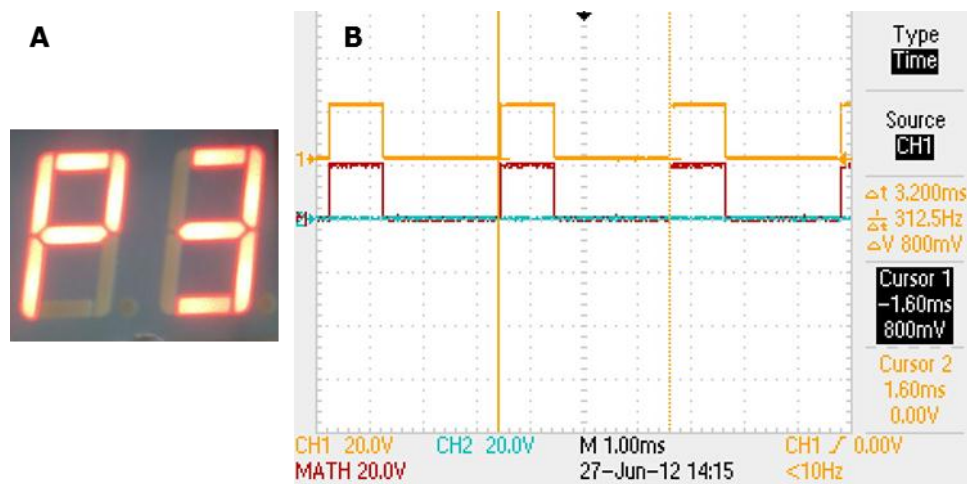 A
B
P3
Type
Time
Source
CH1
1
M
Δt 3.200ms
1/Δt 312.5Hz
ΔV 800mV
Cursor 1
-1.60ms
800mV
Cursor 2
1.60ms
0.00V
CH1 20.0V CH2 20.0V M 1.00ms CH1 / 0.00V
MATH 20.0V 27-Jun-12 14:15 <10Hz